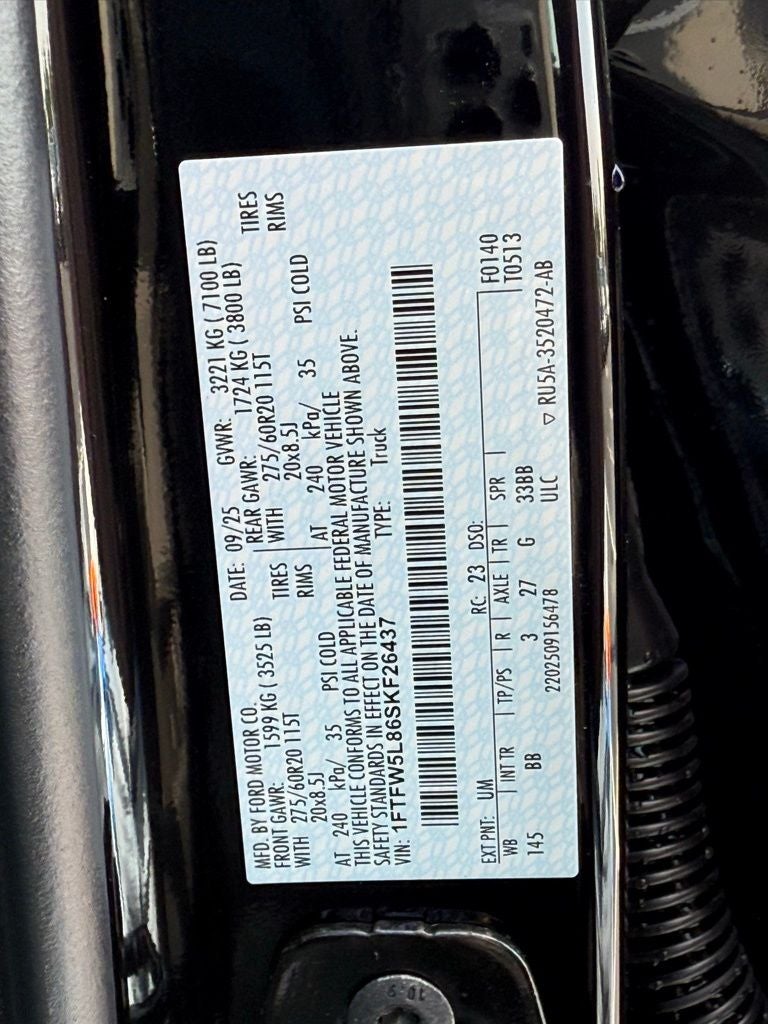 MFD. BY FORD MOTOR CO.
DATE: 09/25 GVWR: 3221 KG ( 7100 LB)
FRONT GAWR: 1599 KG ( 3525 LB) REAR GAWR: 1724 KG ( 3800 LB)
WITH 275/60R20 115T TIRES WITH 275/60R20 115T TIRES
20x8.5J RIMS 20x8.5J RIMS
AT 240 kPa/ 35 PSI COLD AT 240 kPa/ 35 PSI COLD
THIS VEHICLE CONFORMS TO ALL APPLICABLE FEDERAL MOTOR VEHICLE
SAFETY STANDARDS IN EFFECT ON THE DATE OF MANUFACTURE SHOWN ABOVE.
VIN: 1FTFW5L86SKF26437 TYPE: Truck
EXT PNT: UM RC: 23 DSO: F0140
WB INT TR TP/PS R AXLE TR SPR T0513
145 BB 3 27 G 33BB
2202509156478 ULC ▽ RU5A-3520472-AB
10.9